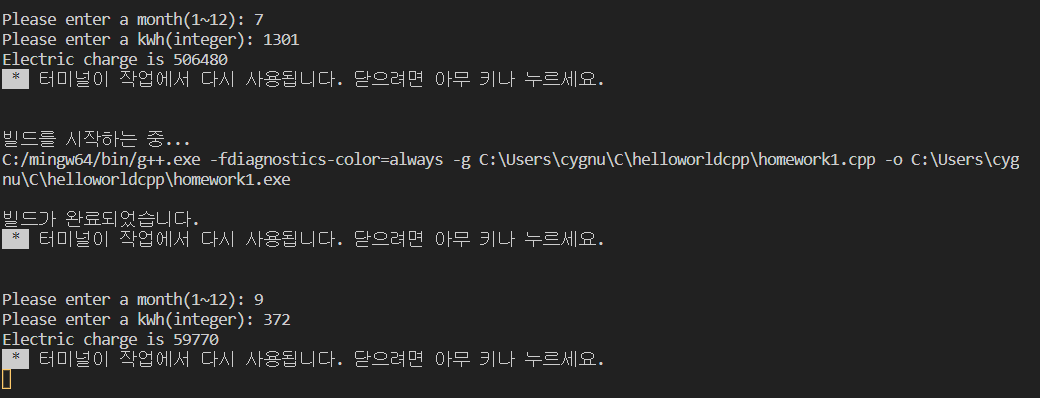 Please enter a month(1~12): 7
Please enter a kWh(integer): 1301
Electric charge is 506480
* 터미널이 작업에서 다시 사용됩니다. 닫으려면 아무 키나 누르세요.
빌드를 시작하는 중...
C:/mingw64/bin/g++.exe -fdiagnostics-color=always -g C:\Users\cygnu\C\helloworldcpp\homework1.cpp -o C:\Users\cyg
nu\C\helloworldcpp\homework1.exe
빌드가 완료되었습니다.
* 터미널이 작업에서 다시 사용됩니다. 닫으려면 아무 키나 누르세요.
Please enter a month(1~12): 9
Please enter a kWh(integer): 372
Electric charge is 59770
* 터미널이 작업에서 다시 사용됩니다. 닫으려면 아무 키나 누르세요.